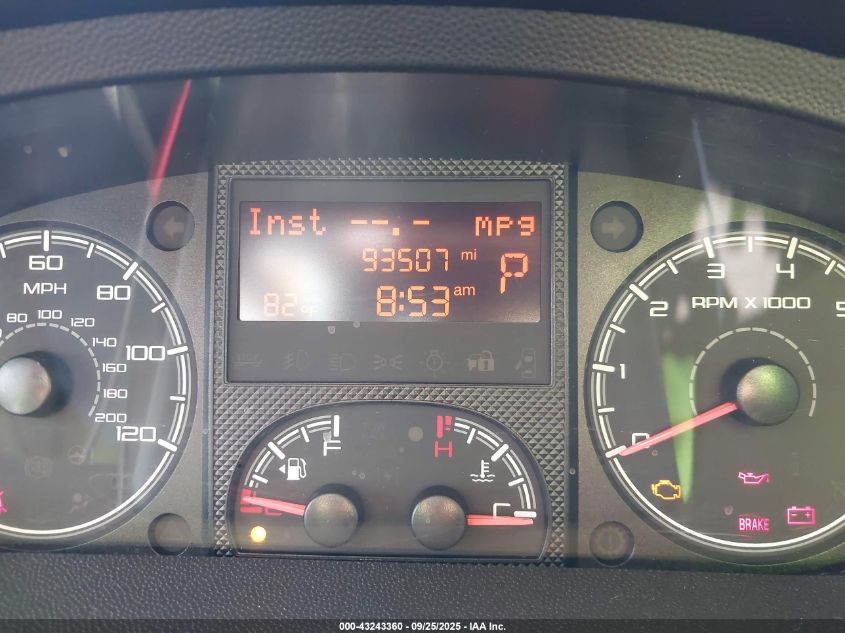 Inst --.- mpg
93507 mi
P
82°F 8:53 am
60
MPH
80
100
120
80 100 120
140
160
180
200
RPM X 1000
0
1
2
3
4
5
F
H
C
BRAKE
000-43243360 - 09/25/2025 - IAA Inc.